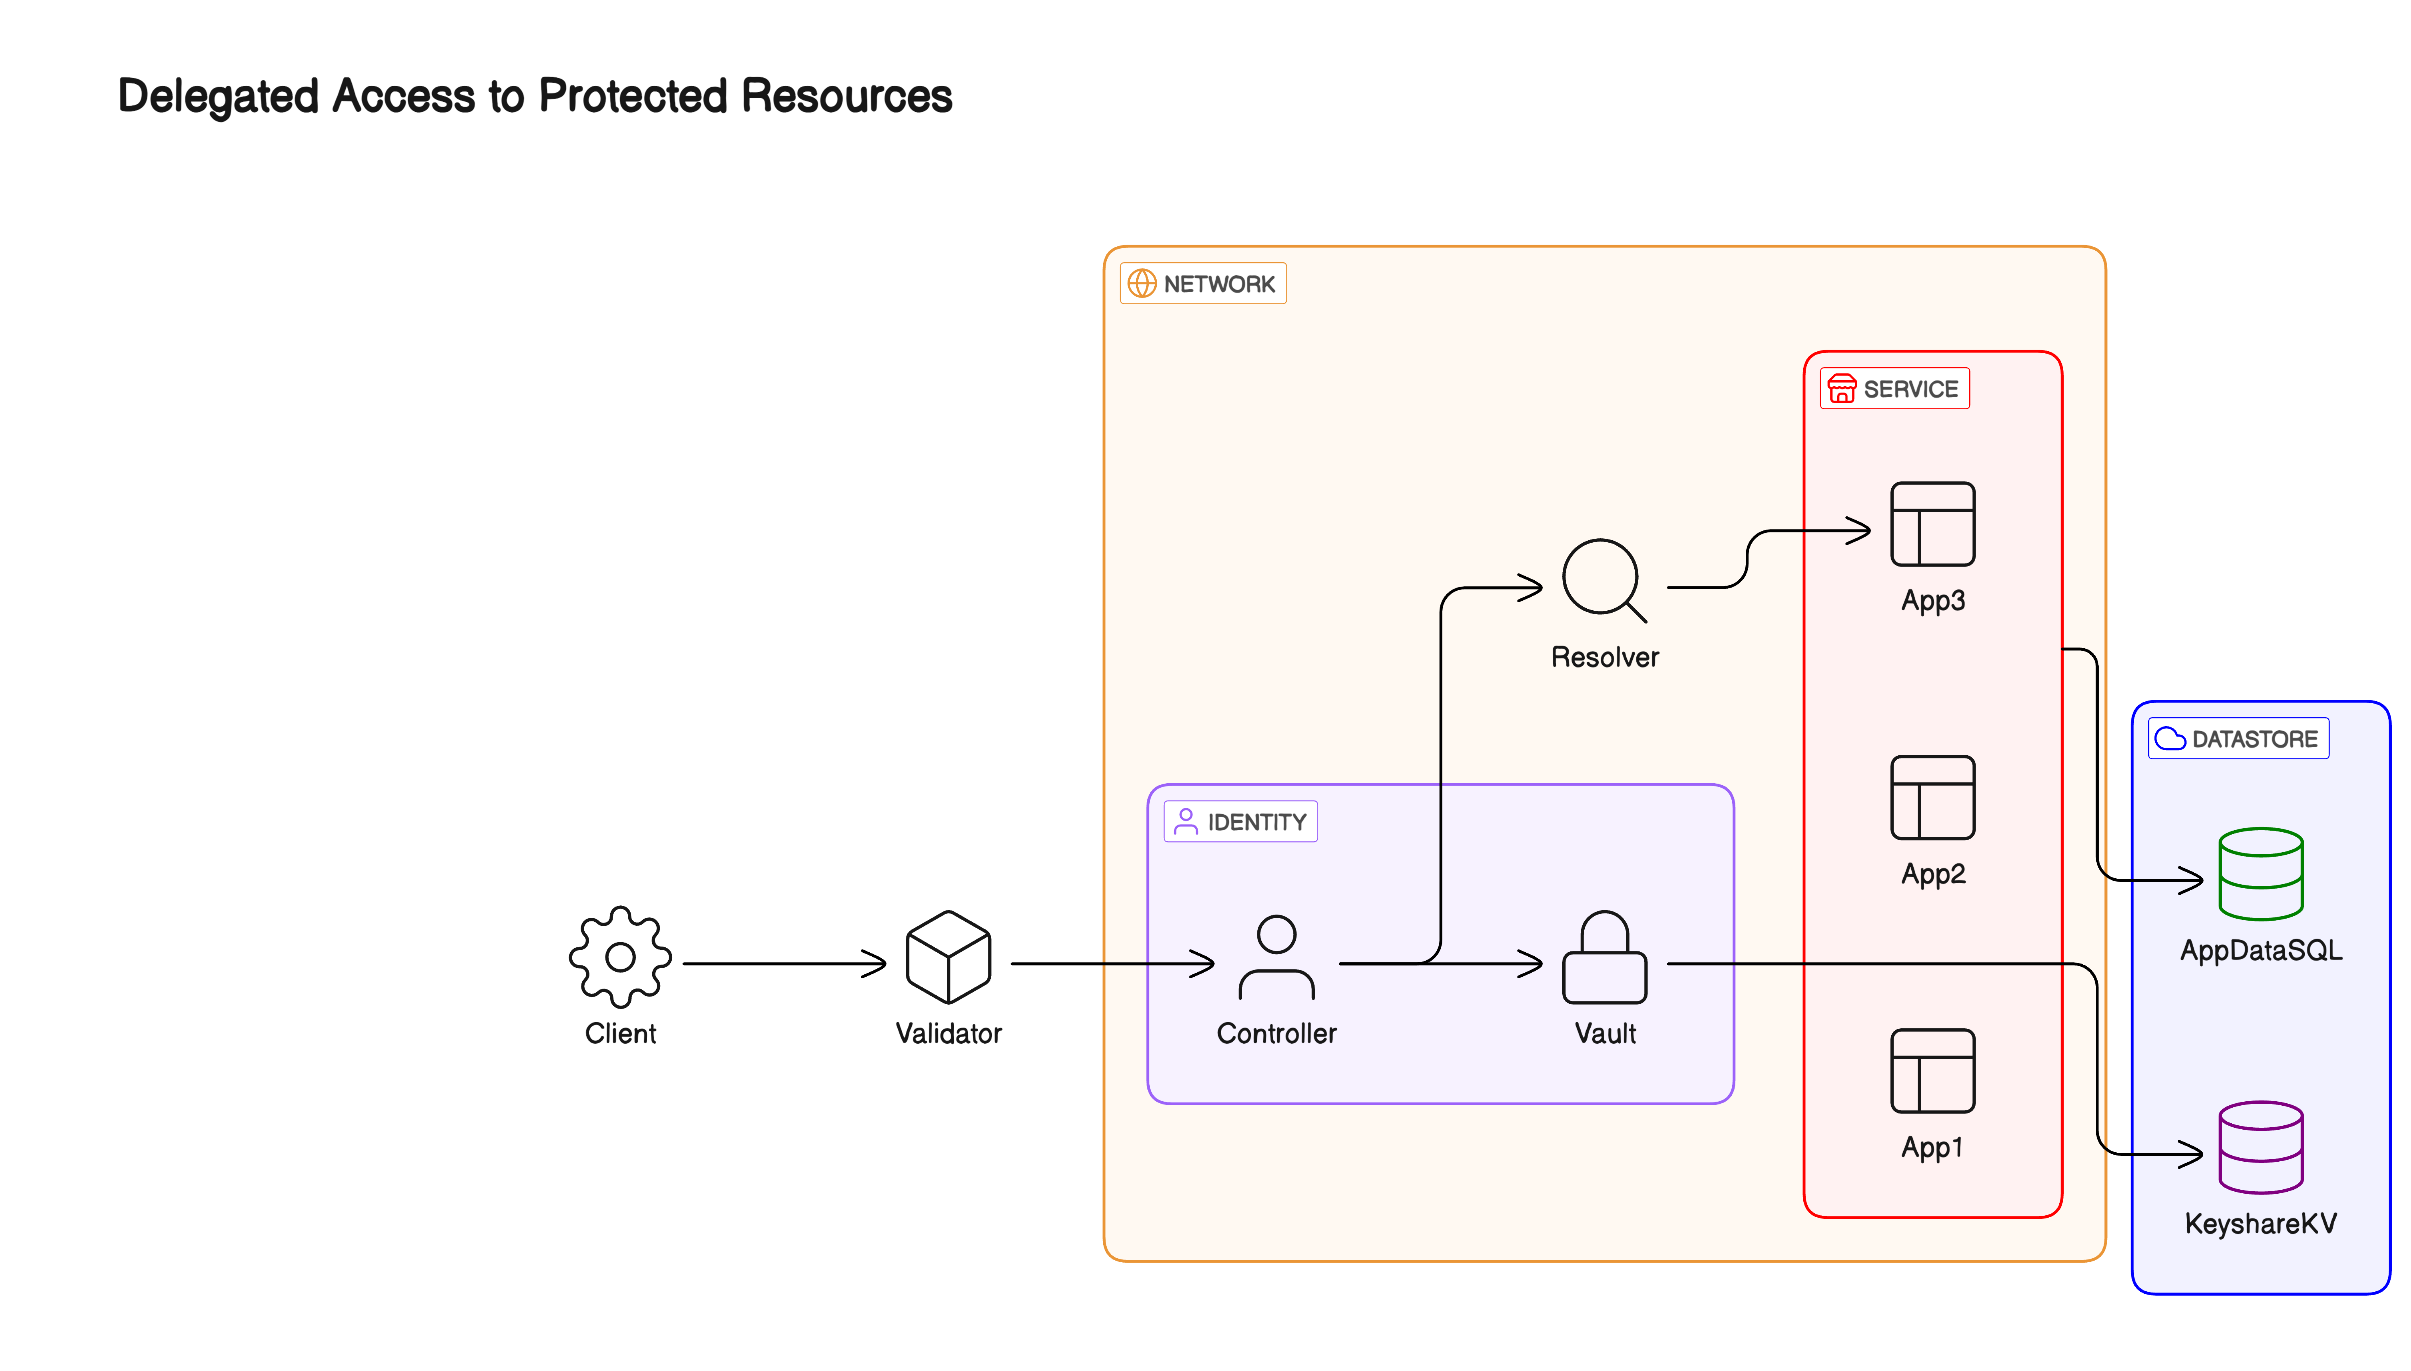 Delegated Access to Protected Resources
NETWORK
SERVICE
App3
Resolver
DATASTORE
IDENTITY
App2
AppDataSQL
Client
Validator
Controller
Vault
App1
KeyshareKV